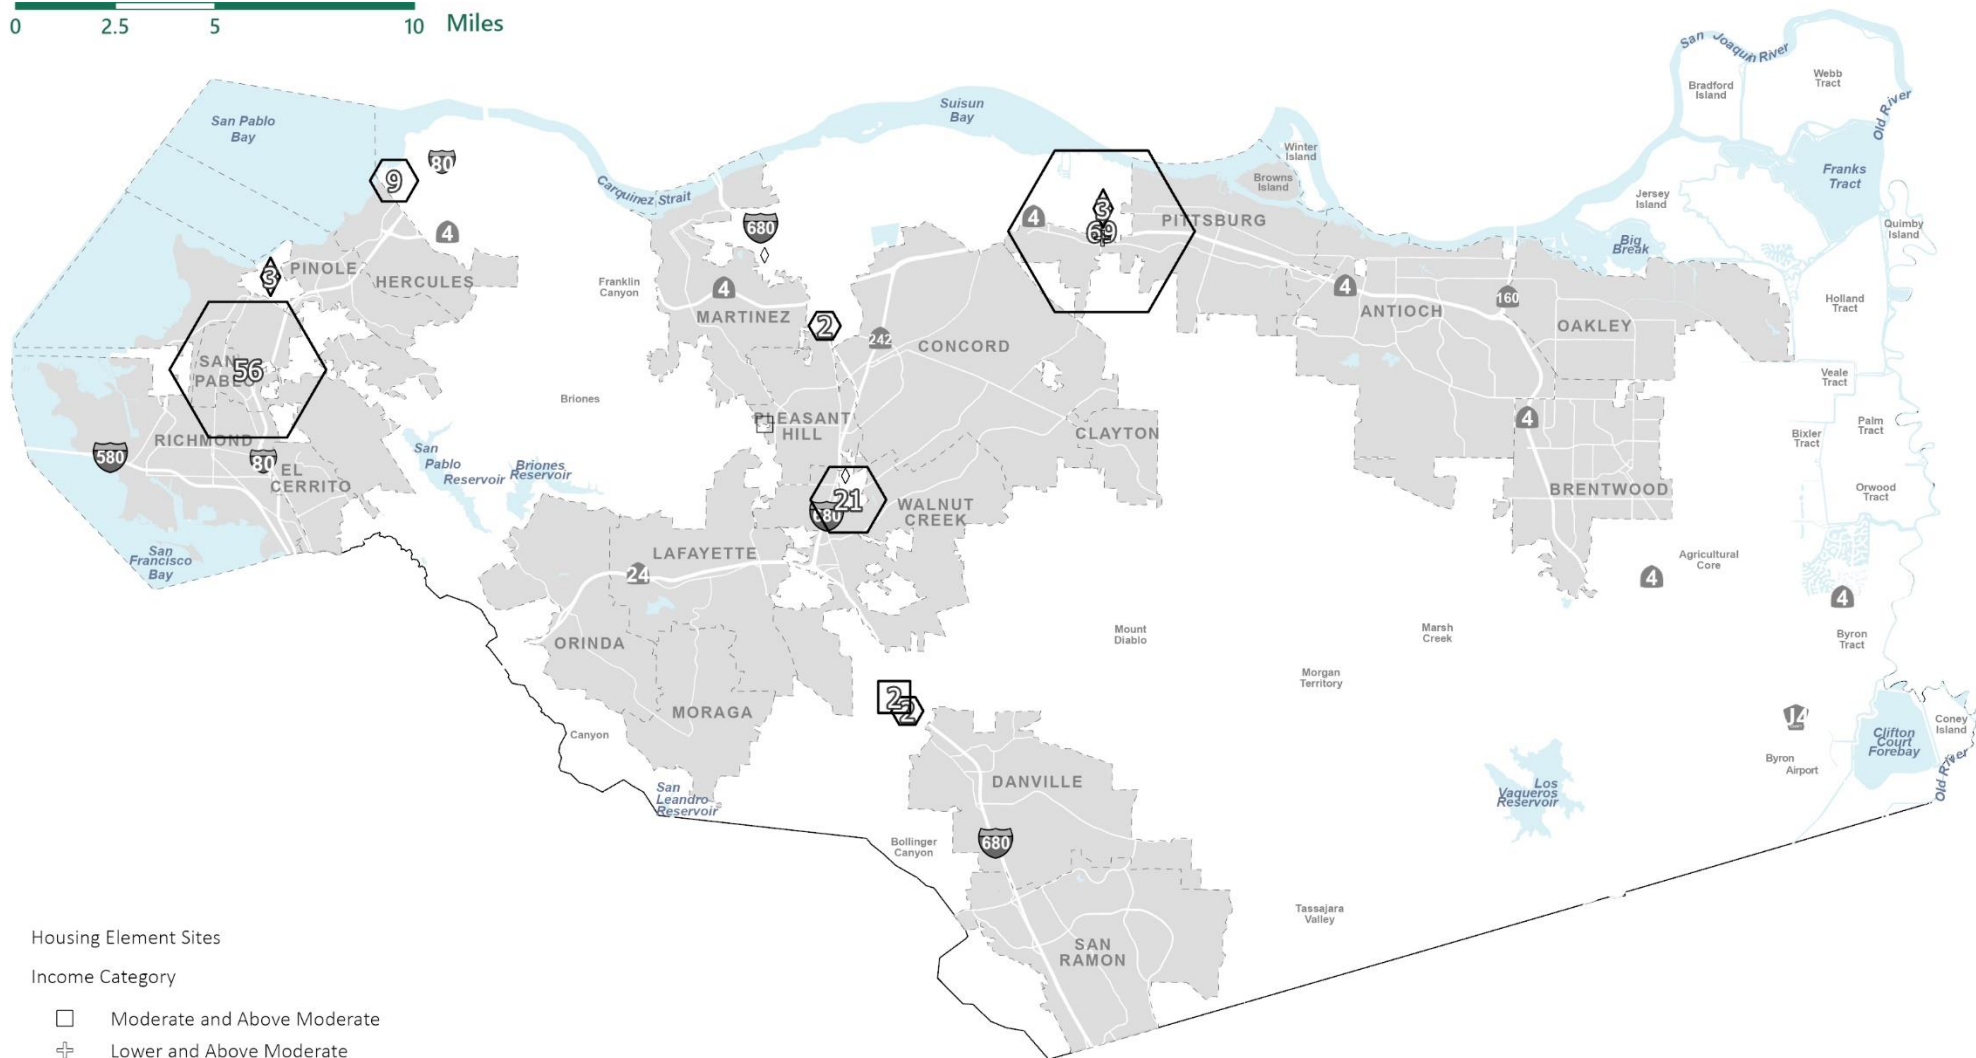 0 2.5 5 10 Miles
San Joaquin River
Webb
Tract
Bradford
Island
Old River
Suisun
Bay
San Pablo
Bay
Winter
Island
80
9
Franks
Tract
Browns
Island
Carquinez Strait
Jersey
Island
3
4
PITTSBURG
Quimby
Island
680
69
4
Big
Break
PINOLE
3
HERCULES
Franklin
Canyon
4
4
160
Holland
Tract
MARTINEZ
2
ANTIOCH
OAKLEY
242
CONCORD
SAN
PABLO
56
Veale
Tract
Briones
PLEASANT
HILL
4
Palm
Tract
CLAYTON
Bixler
Tract
RICHMOND
580
80
EL
CERRITO
San
Pablo
Reservoir
Briones
Reservoir
BRENTWOOD
Orwood
Tract
21
680
WALNUT
CREEK
San
Francisco
Bay
LAFAYETTE
24
4
Agricultural
Core
4
ORINDA
Mount
Diablo
Marsh
Creek
Byron
Tract
Morgan
Territory
2
2
MORAGA
J4
Coney
Island
Canyon
Clifton
Court
Forebay
Byron
Airport
Old River
San
Leandro
Reservoir
DANVILLE
Los
Vaqueros
Reservoir
Bollinger
Canyon
680
Tassajara
Valley
SAN
RAMON
Housing Element Sites
Income Category
Moderate and Above Moderate
Lower and Above Moderate